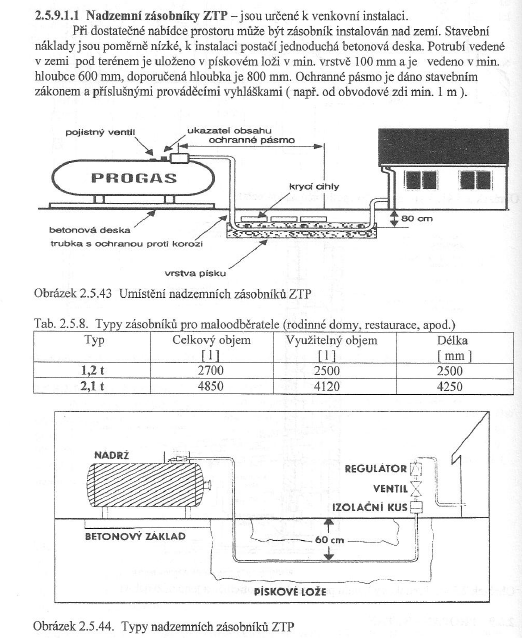 2.5.9.1.1 Nadzemní zásobníky ZTP – jsou určené k venkovní instalaci.
Při dostatečné nabídce prostoru může být zásobník instalován nad zemí. Stavební
náklady jsou poměrně nízké, k instalaci postačí jednoduchá betonová deska. Potrubí vedené
v zemi pod terénem je uloženo v pískovém loži v min. vrstvě 100 mm a je vedeno v min.
hloubce 600 mm, doporučená hloubka je 800 mm. Ochranné pásmo je dáno stavebním
zákonem a příslušnými prováděcími vyhláškami ( např. od obvodové zdi min. 1 m ).
pojistný ventil
ukazatel obsahu
ochranné pásmo
PROGAS
krycí cihly
80 cm
betonová deska
trubka s ochranou proti korozi
vrstva písku
Obrázek 2.5.43 Umístění nadzemních zásobníků ZTP
Tab. 2.5.8. Typy zásobníků pro maloodběratele (rodinné domy, restaurace, apod.)
Typ Celkový objem Využitelný objem Délka
[ l ] [ l ] [ mm ]
1,2 t 2700 2500 2500
2,1 t 4850 4120 4250
NADRŽ
REGULÁTOR
VENTIL
IZOLAČNÍ KUS
BETONOVÝ ZÁKLAD
60 cm
PÍSKOVÉ LOŽE
Obrázek 2.5.44. Typy nadzemních zásobníků ZTP